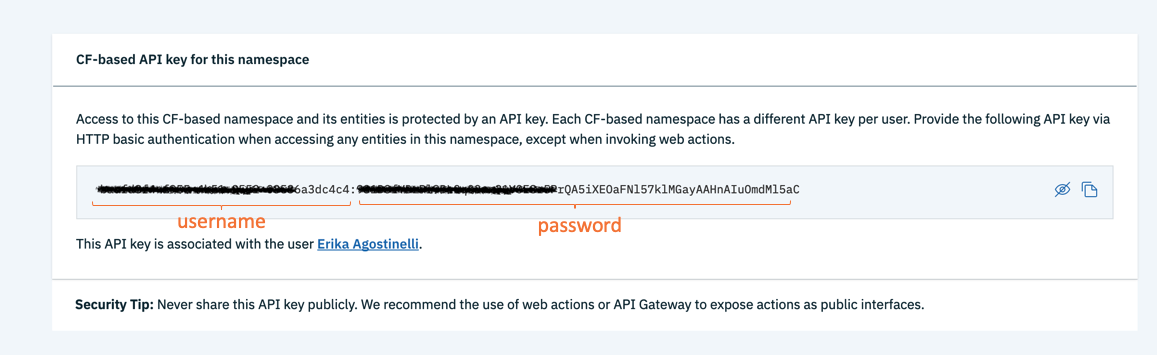 CF-based API key for this namespace
Access to this CF-based namespace and its entities is protected by an API key. Each CF-based namespace has a different API key per user. Provide the following API key via
HTTP basic authentication when accessing any entities in this namespace, except when invoking web actions.
6a3dc4c4: rQA5iXEOaFNl57klMGayAAHnAIuOmdMl5aC
username
password
This API key is associated with the user Erika Agostinelli.
Security Tip: Never share this API key publicly. We recommend the use of web actions or API Gateway to expose actions as public interfaces.